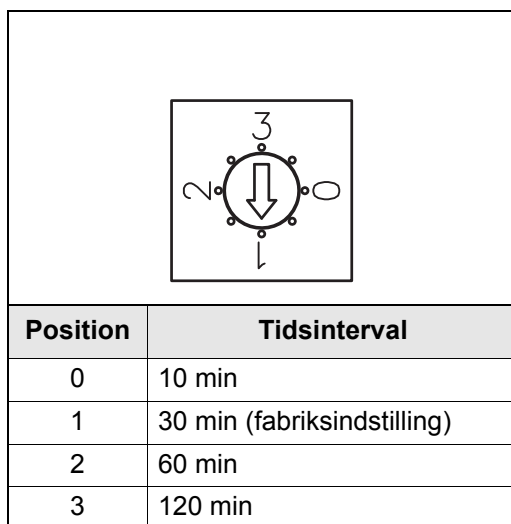 3
2 0
1
Position Tidsinterval
0 10 min
1 30 min (fabriksindstilling)
2 60 min
3 120 min